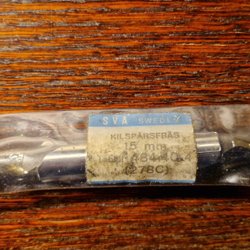 SVA SWEDEN
KILSPÅRSFRÄS
15 mm
(278C)